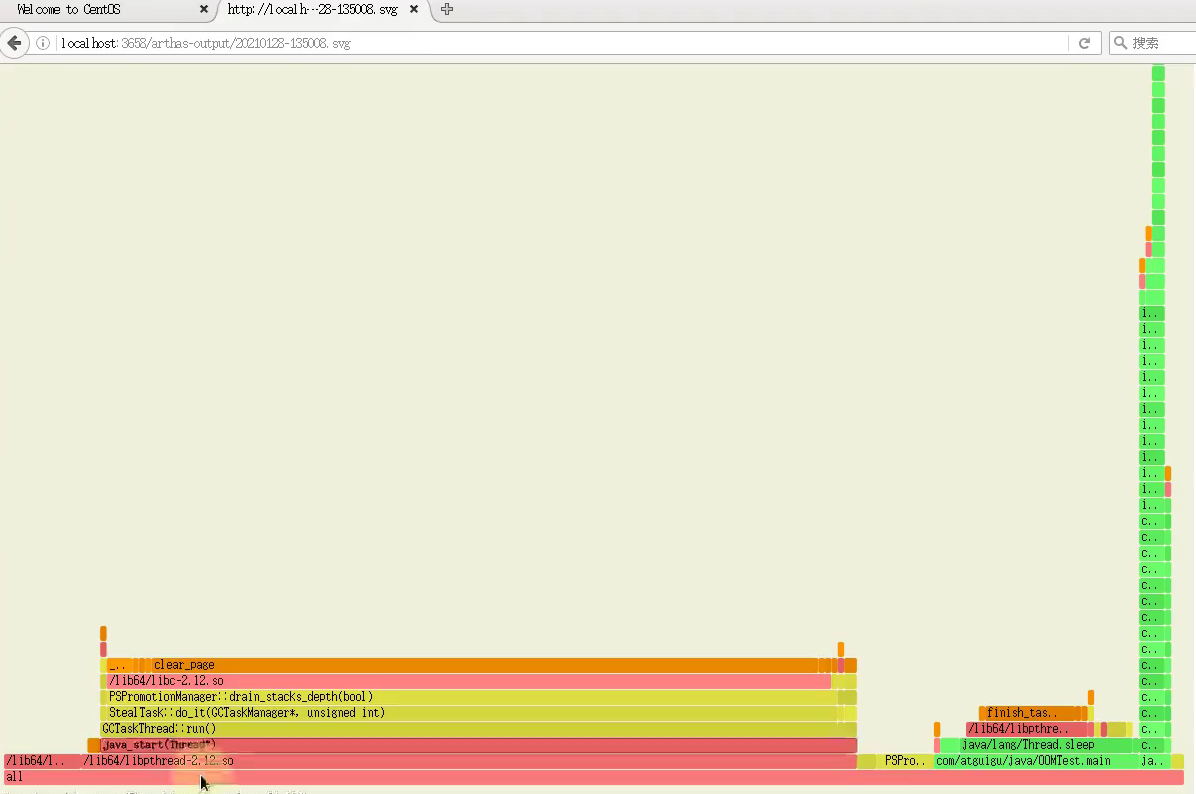 Welcome to CentOS
http://localh…28-135008.svg
localhost:3658/arthas-output/20210128-135008.svg
搜索
i..
i..
i..
i..
i..
i..
i..
i..
i..
i..
i..
i..
i..
c..
c..
c..
c..
c..
c..
c..
c..
c..
_.. clear_page c..
/lib64/libc-2.12.so c..
PSPromotionManager::drain_stacks_depth(bool) c..
StealTask::do_it(GCTaskManager*, unsigned int) finish_tas.. c..
GCTaskThread::run() /lib64/libpthre.. c..
java_start(Thread*) java/lang/Thread.sleep c..
/lib64/l.. /lib64/libpthread-2.12.so PSPro.. com/atguigu/java/OOMTest.main ja..
all